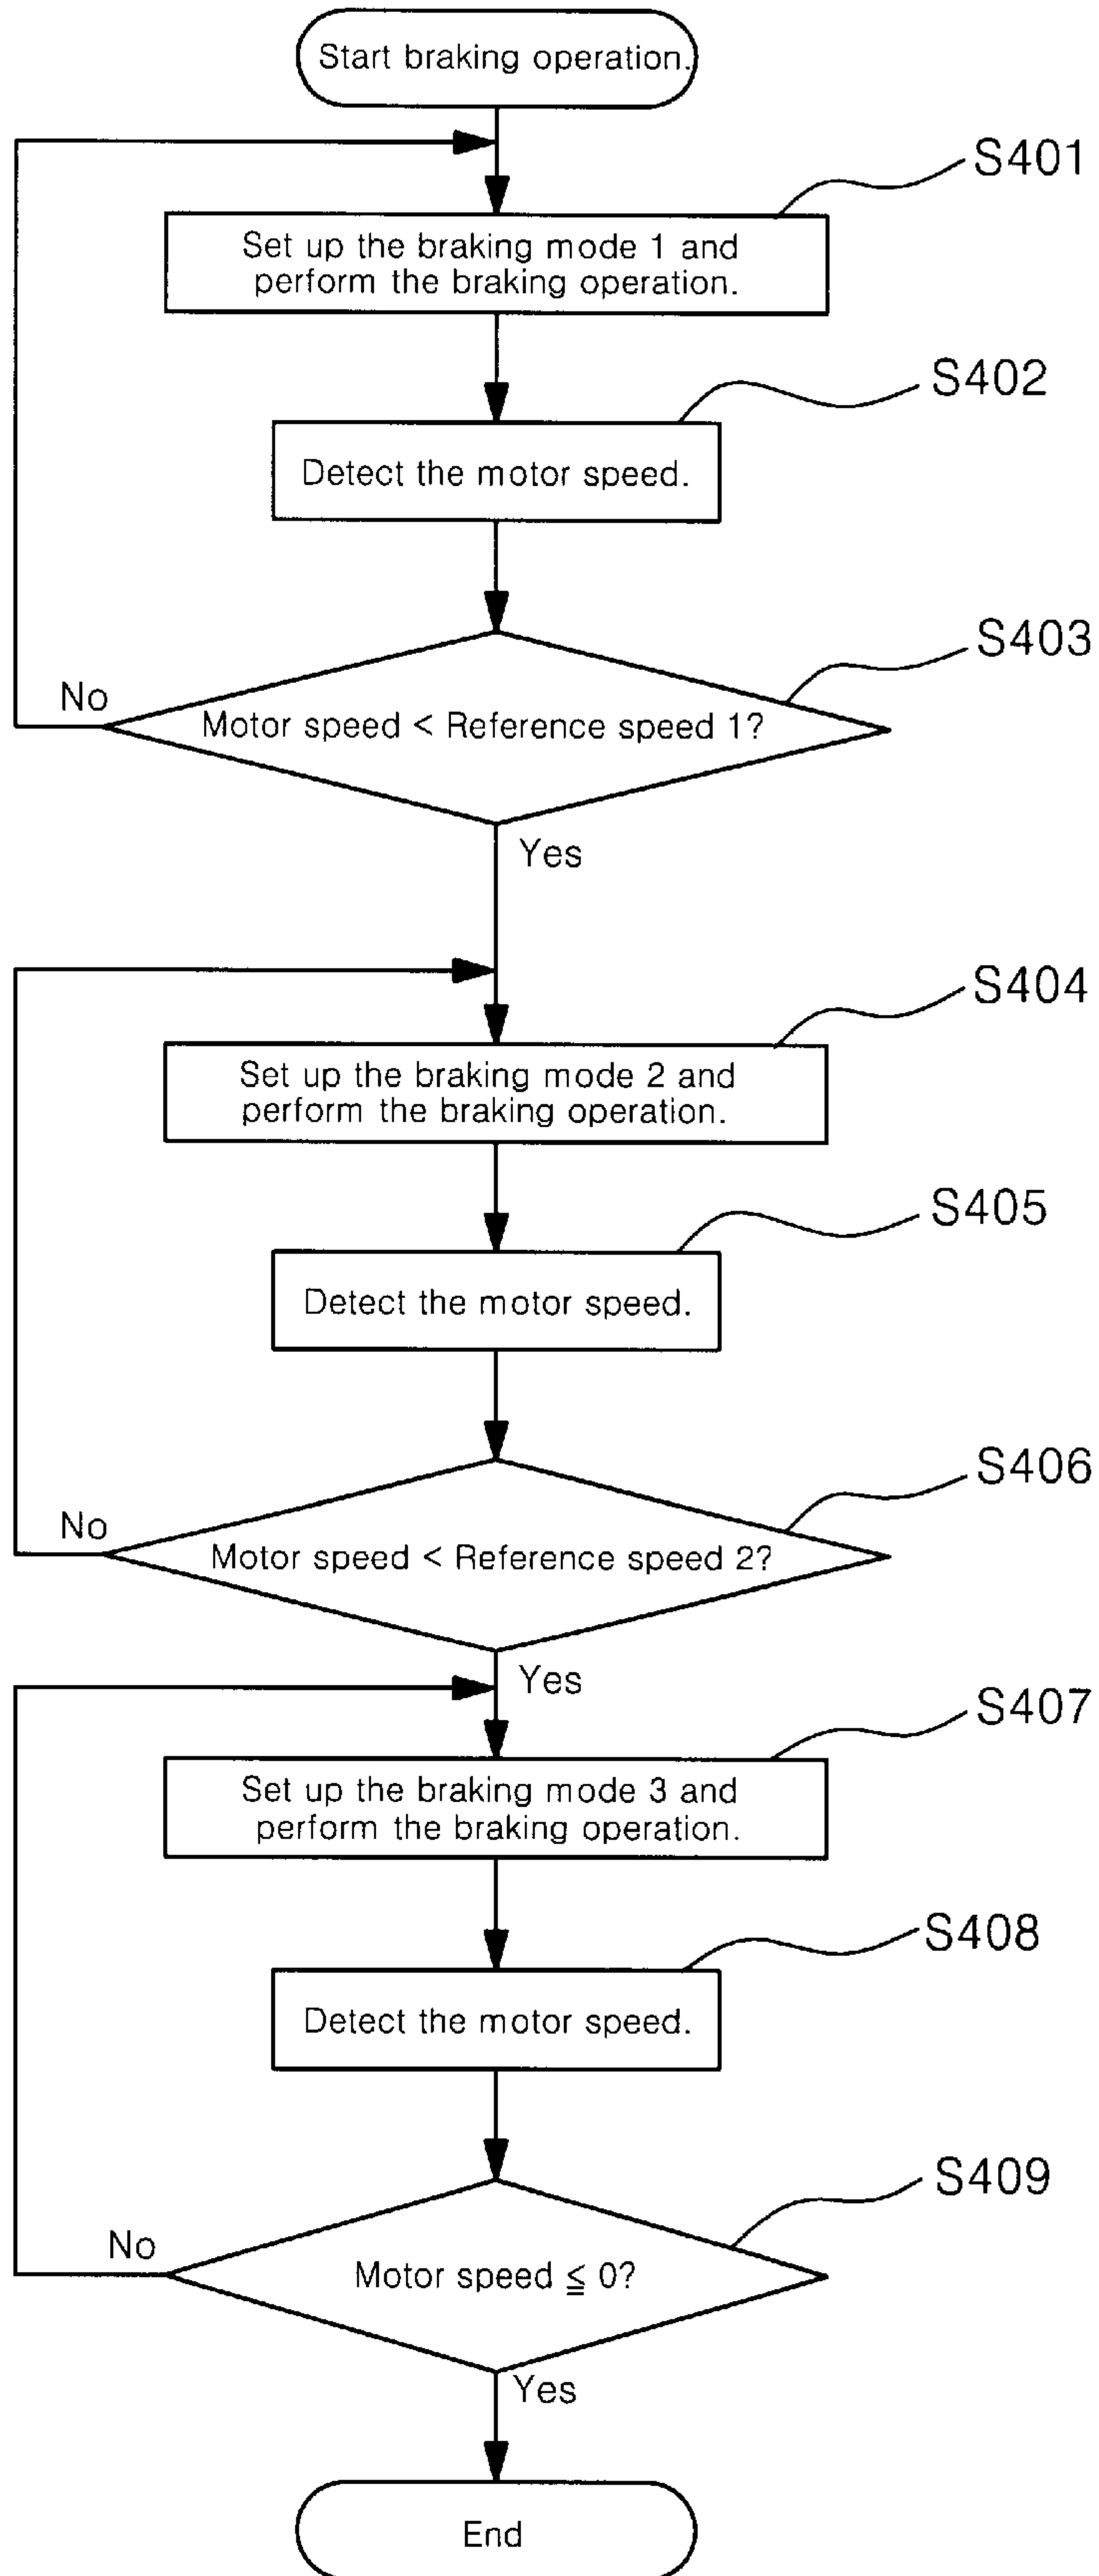 Start braking operation.
S401
Set up the braking mode 1 and
perform the braking operation.
S402
Detect the motor speed.
S403
No
Motor speed < Reference speed 1?
Yes
S404
Set up the braking mode 2 and
perform the braking operation.
S405
Detect the motor speed.
S406
No
Motor speed < Reference speed 2?
Yes
S407
Set up the braking mode 3 and
perform the braking operation.
S408
Detect the motor speed.
S409
No
Motor speed ≦ 0?
Yes
End